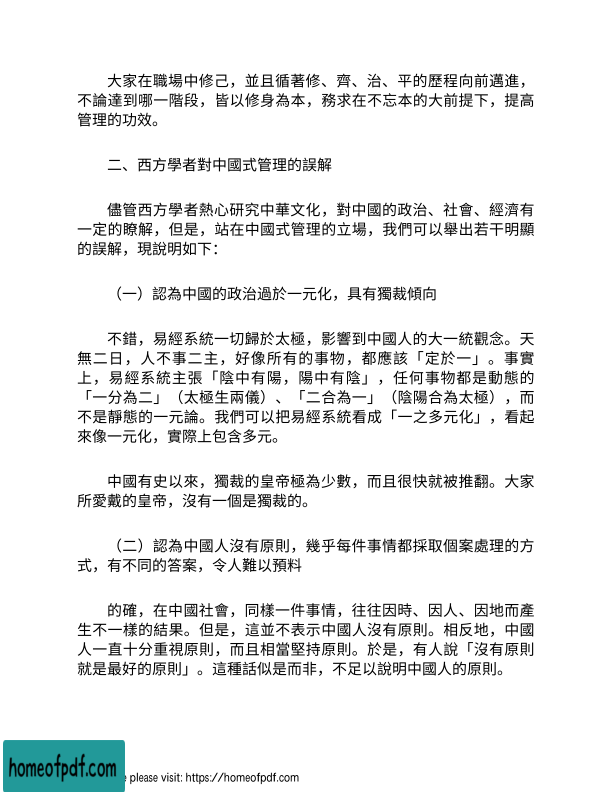 大家在職場中修己，並且循著修、齊、治、平的歷程向前邁進，
不論達到哪一階段，皆以修身為本，務求在不忘本的大前提下，提高
管理的功效。
二、西方學者對中國式管理的誤解
儘管西方學者熱心研究中華文化，對中國的政治、社會、經濟有
一定的瞭解，但是，站在中國式管理的立場，我們可以舉出若干明顯
的誤解，現說明如下：
（一）認為中國的政治過於一元化，具有獨裁傾向
不錯，易經系統一切歸於太極，影響到中國人的大一統觀念。天
無二日，人不事二主，好像所有的事物，都應該「定於一」。事實
上，易經系統主張「陰中有陽，陽中有陰」，任何事物都是動態的
「一分為二」（太極生兩儀）、「二合為一」（陰陽合為太極），而
不是靜態的一元論。我們可以把易經系統看成「一之多元化」，看起
來像一元化，實際上包含多元。
中國有史以來，獨裁的皇帝極為少數，而且很快就被推翻。大家
所愛戴的皇帝，沒有一個是獨裁的。
（二）認為中國人沒有原則，幾乎每件事情都採取個案處理的方
式，有不同的答案，令人難以預料
的確，在中國社會，同樣一件事情，往往因時、因人、因地而產
生不一樣的結果。但是，這並不表示中國人沒有原則。相反地，中國
人一直十分重視原則，而且相當堅持原則。於是，有人說「沒有原則
就是最好的原則」。這種話似是而非，不足以說明中國人的原則。
homeofpdf.com
e please visit: https://homeofpdf.com